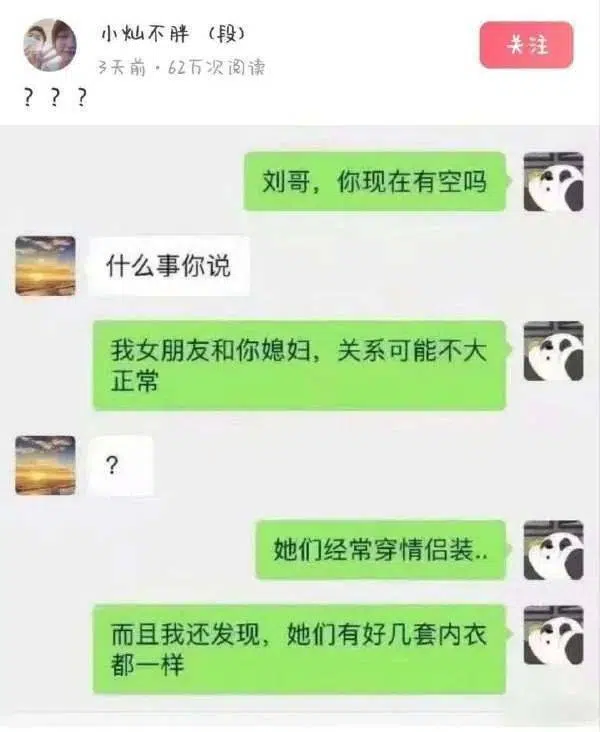 小灿不胖（段）
3天前·62万次阅读
关注
？？？
刘哥，你现在有空吗
什么事你说
我女朋友和你媳妇，关系可能不大
正常
？
她们经常穿情侣装..
而且我还发现，她们有好几套内衣
都一样